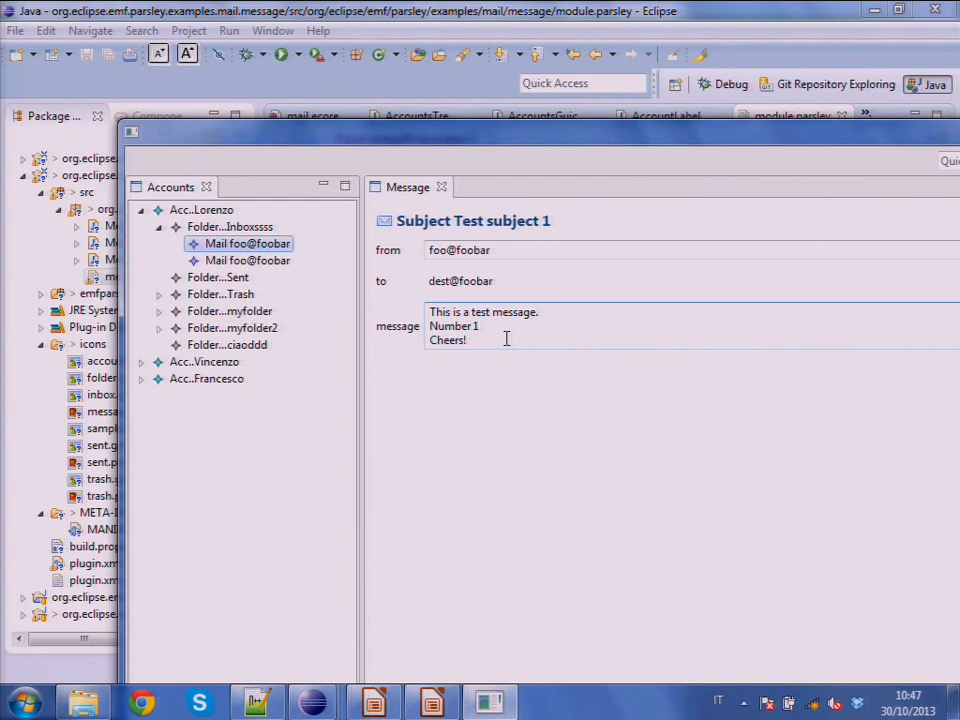 Java - org.eclipse.emf.parsley.examples.mail.message/src/org/eclipse/emf/parsley/examples/mail/message/module.parsley - Eclipse
File Edit Navigate Search Project Run Window Help
Quick Access
Debug
Git Repository Exploring
Java
Package ...
mail.ecore
AccountsTre
AccountsGuic
AccountLabel
module.parsley
org.eclipse
org.eclipse.
src
org.
icons
accou
folder
inbox.
messa
sampl
sent.g
sent.p
trash.g
trash.p
emfpars
JRE System
Plug-in D
META-I
MANI
build.prop
plugin.xm
plugin.xm
org.eclipse.en
org.eclipse.
Quic
Accounts
Acc..Lorenzo
Folder...Inboxssss
Mail foo@foobar
Mail foo@foobar
Folder...Sent
Folder...Trash
Folder...myfolder
Folder...myfolder2
Folder...ciaoddd
Acc..Vincenzo
Acc..Francesco
Message
Subject Test subject 1
from foo@foobar
to dest@foobar
message
This is a test message.
Number 1
Cheers!
IT
10:47
30/10/2013